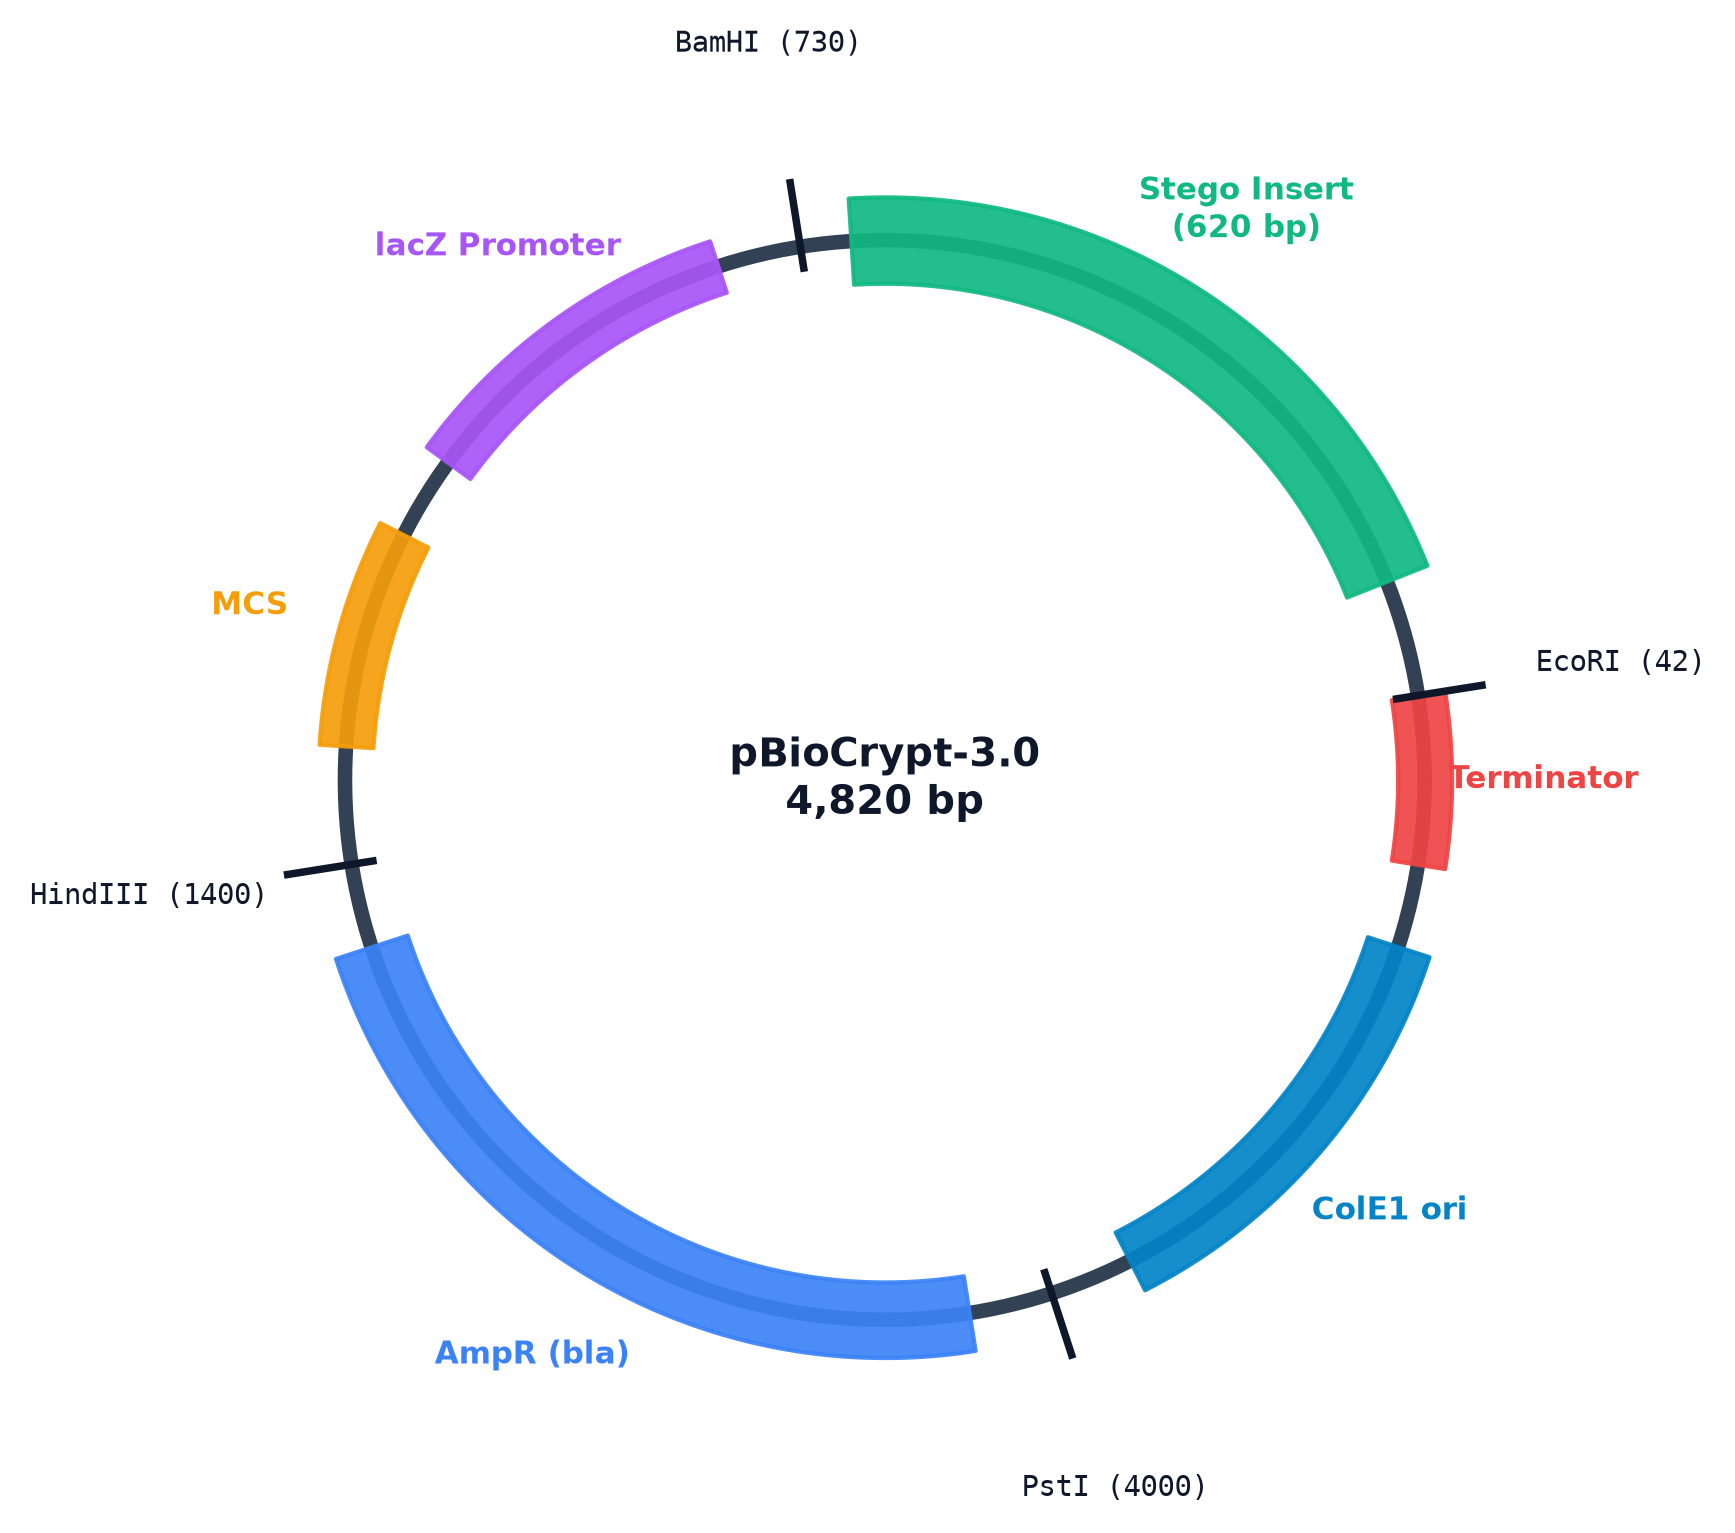 BamHI (730)
Stego Insert
(620 bp)
lacZ Promoter
MCS
EcoRI (42)
pBioCrypt-3.0
4,820 bp
Terminator
HindIII (1400)
ColE1 ori
AmpR (bla)
PstI (4000)